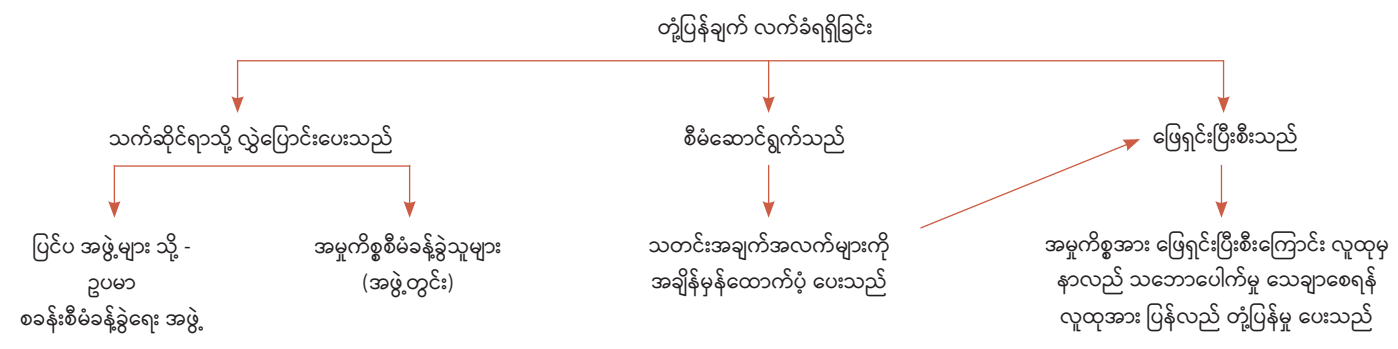 တုံ့ပြန်ချက် လက်ခံရရှိခြင်း
သက်ဆိုင်ရာသို့ လွှဲပြောင်းပေးသည်
စီမံဆောင်ရွက်သည်
ဖြေရှင်းပြီးစီးသည်
ပြင်ပ အဖွဲ့များ သို့ -
ဥပမာ
စခန်းစီမံခန့်ခွဲရေး အဖွဲ့
အမှုကိစ္စစီမံခန့်ခွဲသူများ
(အဖွဲ့တွင်း)
သတင်းအချက်အလက်များကို
အချိန်မှန်ထောက်ပံ့ ပေးသည်
အမှုကိစ္စအား ဖြေရှင်းပြီးစီးကြောင်း လူထုမှ
နာလည် သဘောပေါက်မှု သေချာစေရန်
လူထုအား ပြန်လည် တုံ့ပြန်မှု ပေးသည်